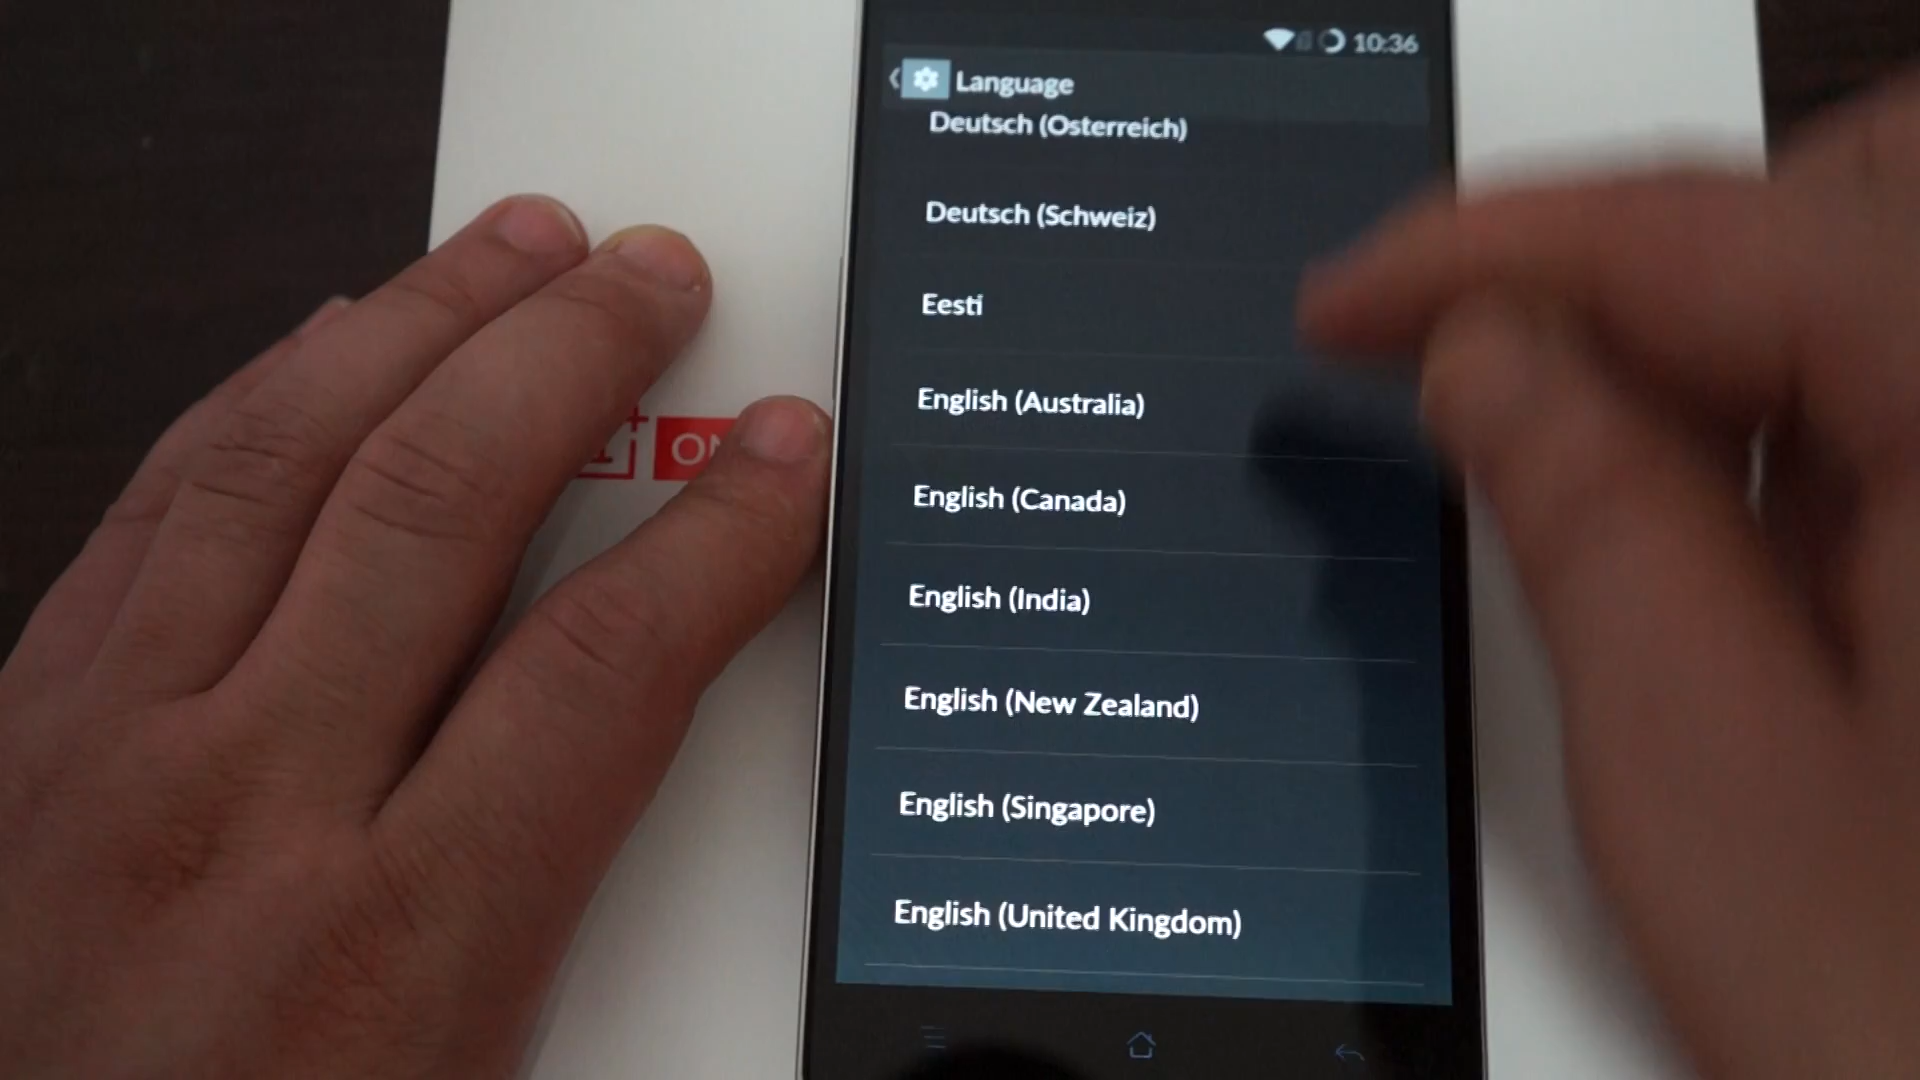 10:36
Language
Deutsch (Österreich)
Deutsch (Schweiz)
Eesti
English (Australia)
English (Canada)
English (India)
English (New Zealand)
English (Singapore)
English (United Kingdom)